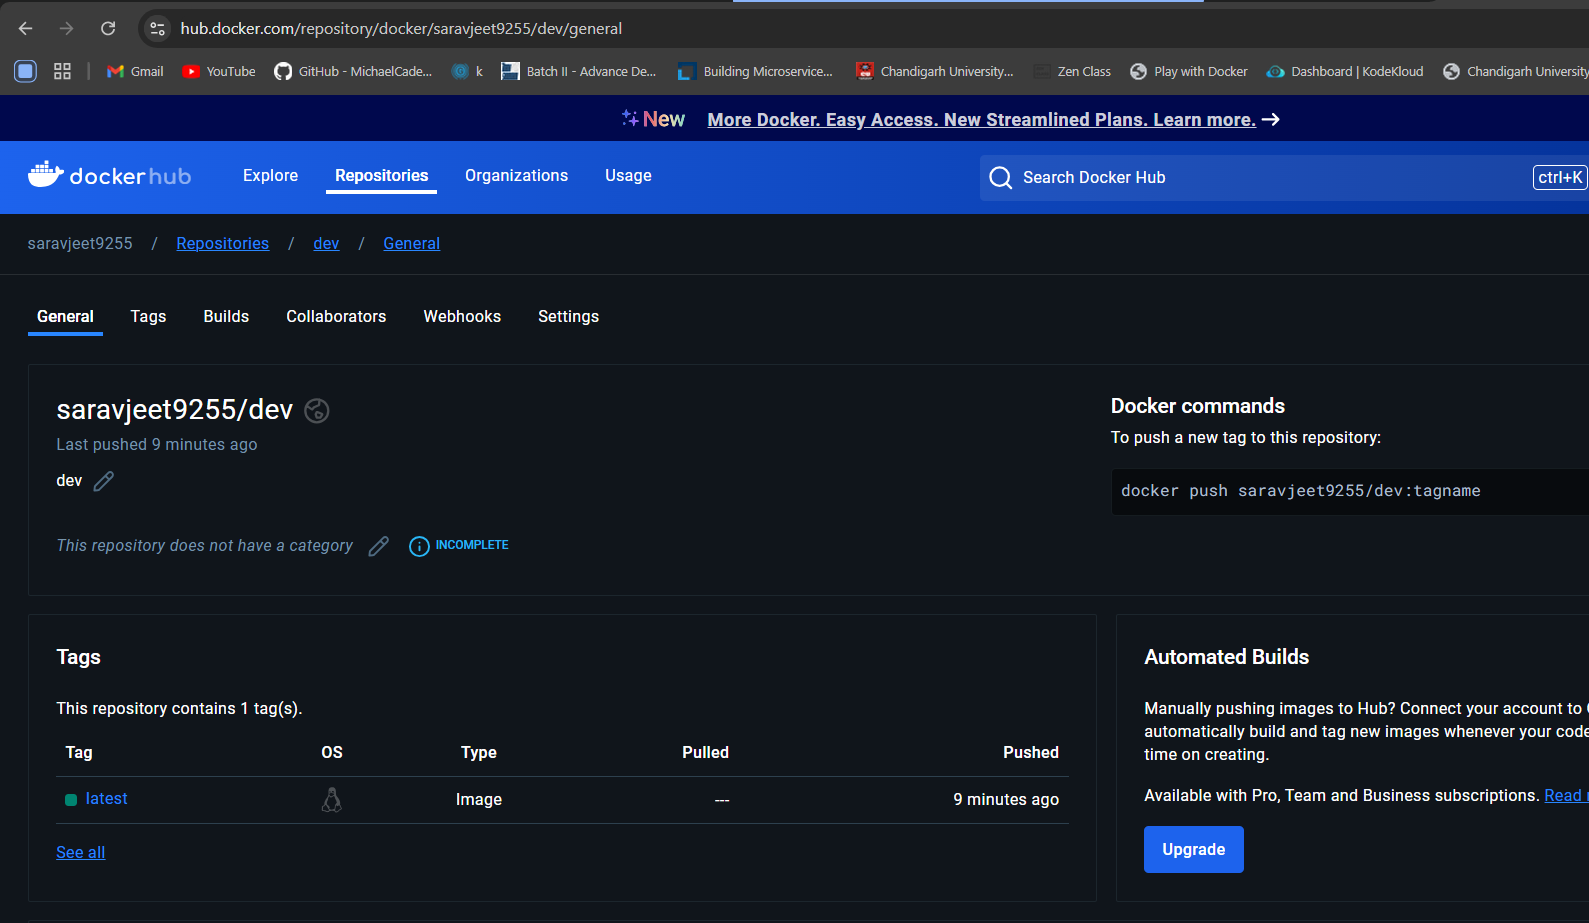 hub.docker.com/repository/docker/saravjeet9255/dev/general
Gmail YouTube GitHub - MichaelCade... k Batch II - Advance De... Building Microservice... Chandigarh University... Zen Class Play with Docker Dashboard | KodeKloud Chandigarh University
New More Docker. Easy Access. New Streamlined Plans. Learn more.
dockerhub Explore Repositories Organizations Usage Search Docker Hub ctrl+K
saravjeet9255 / Repositories / dev / General
General Tags Builds Collaborators Webhooks Settings
saravjeet9255/dev
Last pushed 9 minutes ago
dev
This repository does not have a category INCOMPLETE
Docker commands
To push a new tag to this repository:
docker push saravjeet9255/dev:tagname
Tags
This repository contains 1 tag(s).
Tag OS Type Pulled Pushed
latest Image --- 9 minutes ago
See all
Automated Builds
Manually pushing images to Hub? Connect your account to
automatically build and tag new images whenever your code
time on creating.
Available with Pro, Team and Business subscriptions. Read
Upgrade